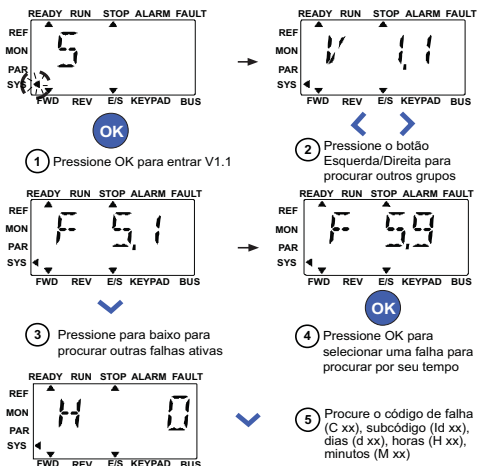 READY RUN STOP ALARM FAULT
REF
MON
PAR
SYS
S
FWD REV E/S KEYPAD BUS
OK
1 Pressione OK para entrar V1.1
READY RUN STOP ALARM FAULT
REF
MON
PAR
SYS
V 1,1
FWD REV E/S KEYPAD BUS
2 Pressione o botão
Esquerda/Direita para
procurar outros grupos
READY RUN STOP ALARM FAULT
REF
MON
PAR
SYS
F 5,1
FWD REV E/S KEYPAD BUS
3 Pressione para baixo para
procurar outras falhas ativas
READY RUN STOP ALARM FAULT
REF
MON
PAR
SYS
F 5,9
FWD REV E/S KEYPAD BUS
OK
4 Pressione OK para
selecionar uma falha para
procurar por seu tempo
READY RUN STOP ALARM FAULT
REF
MON
PAR
SYS
H 0
FWD REV E/S KEYPAD BUS
5 Procure o código de falha
(C xx), subcódigo (Id xx),
dias (d xx), horas (H xx),
minutos (M xx)